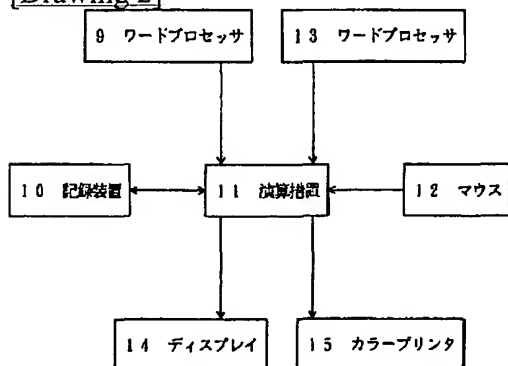 [Drawing 2]
9 ワードプロセッサ
13 ワードプロセッサ
10 記録装置
11 演算措置
12 マウス
14 ディスプレイ
15 カラープリンタ